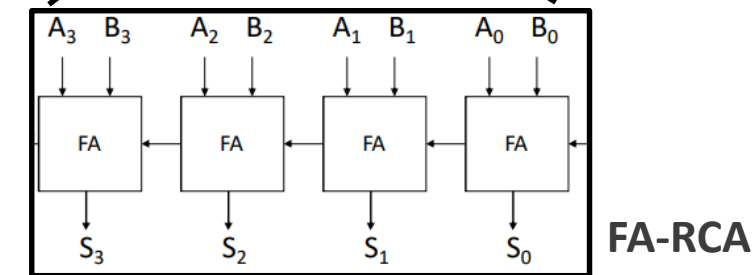 A₃ B₃ A₂ B₂ A₁ B₁ A₀ B₀
FA FA FA FA
S₃ S₂ S₁ S₀
FA-RCA